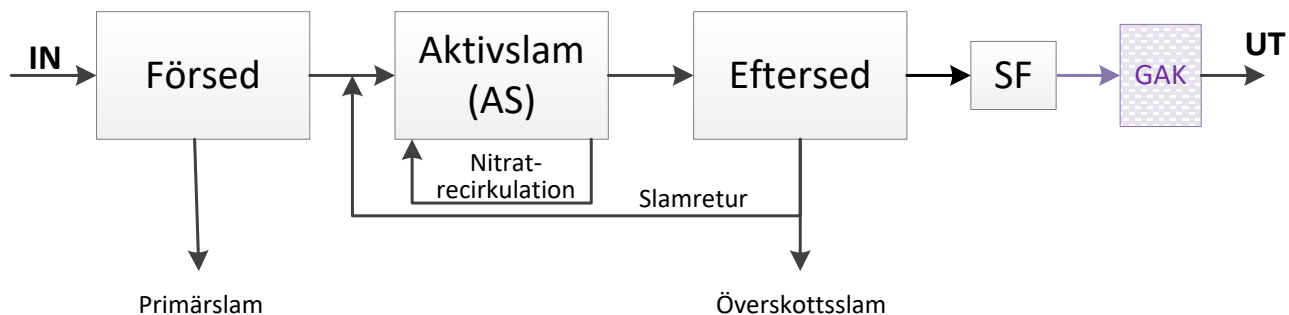 IN
Försed
Aktivslam
(AS)
Eftersed
SF
GAK
UT
Nitrat-
recirkulation
Slamretur
Primärslam
Överskottsslam